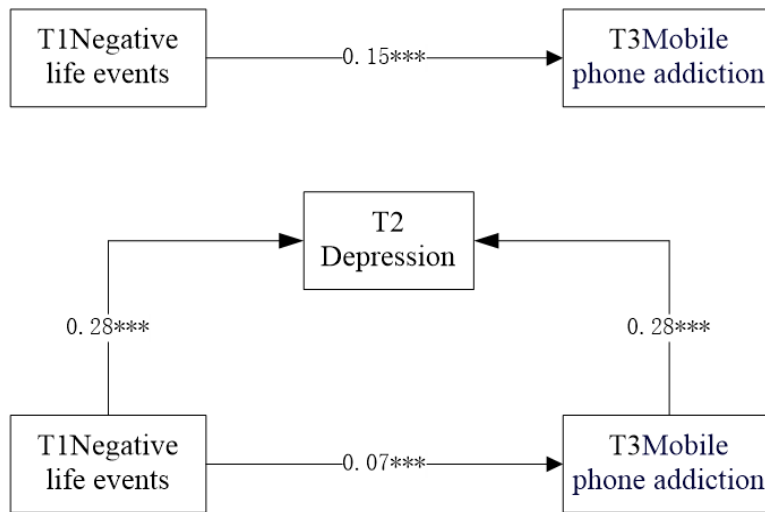 T1Negative
life events
0.15***
T3Mobile
phone addiction
T2
Depression
0.28***
0.28***
T1Negative
life events
0.07***
T3Mobile
phone addiction